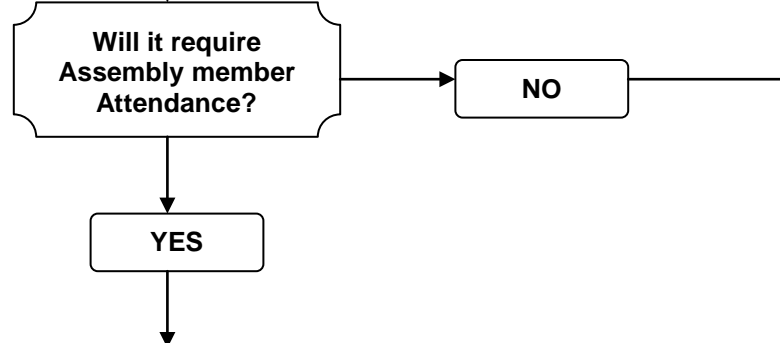 Will it require
Assembly member
Attendance?
NO
YES